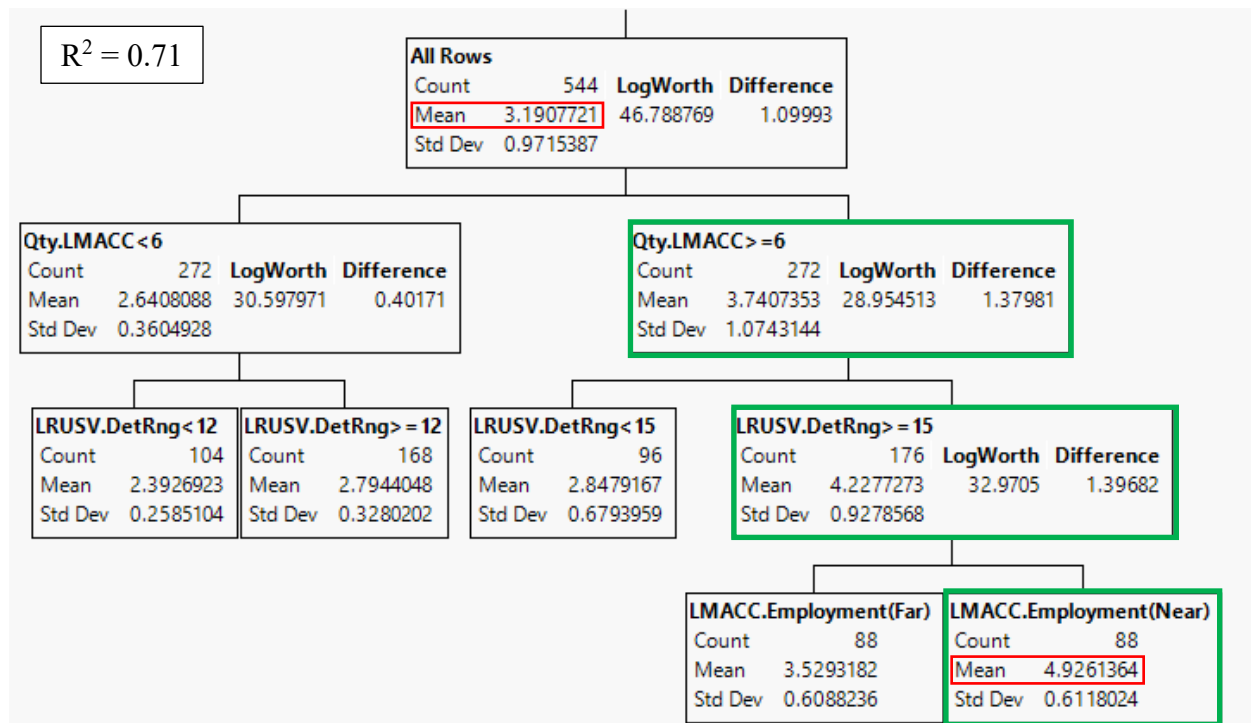 R² = 0.71
All Rows
Count 544 LogWorth Difference
Mean 3.1907721 46.788769 1.09993
Std Dev 0.9715387
Qty.LMACC<6
Count 272 LogWorth Difference
Mean 2.6408088 30.597971 0.40171
Std Dev 0.3604928
Qty.LMACC>=6
Count 272 LogWorth Difference
Mean 3.7407353 28.954513 1.37981
Std Dev 1.0743144
LRUSV.DetRng<12
Count 104
Mean 2.3926923
Std Dev 0.2585104
LRUSV.DetRng>=12
Count 168
Mean 2.7944048
Std Dev 0.3280202
LRUSV.DetRng<15
Count 96
Mean 2.8479167
Std Dev 0.6793959
LRUSV.DetRng>=15
Count 176 LogWorth Difference
Mean 4.2277273 32.9705 1.39682
Std Dev 0.9278568
LMACC.Employment(Far)
Count 88
Mean 3.5293182
Std Dev 0.6088236
LMACC.Employment(Near)
Count 88
Mean 4.9261364
Std Dev 0.6118024